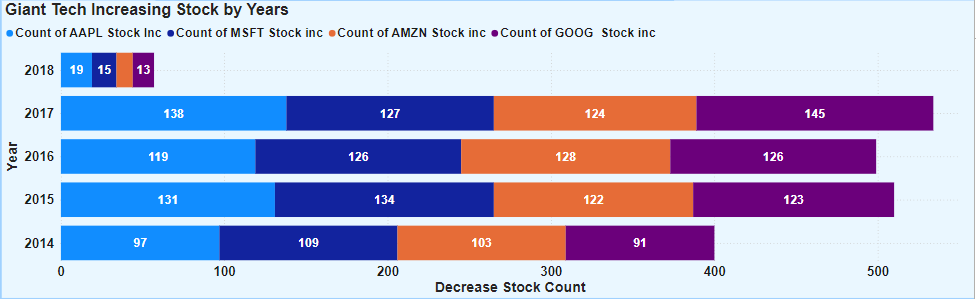 Giant Tech Increasing Stock by Years
Count of AAPL Stock Inc Count of MSFT Stock inc Count of AMZN Stock inc Count of GOOG Stock inc
2018 19 15 13
2017 138 127 124 145
2016 119 126 128 126
2015 131 134 122 123
2014 97 109 103 91
Year
0 100 200 300 400 500
Decrease Stock Count